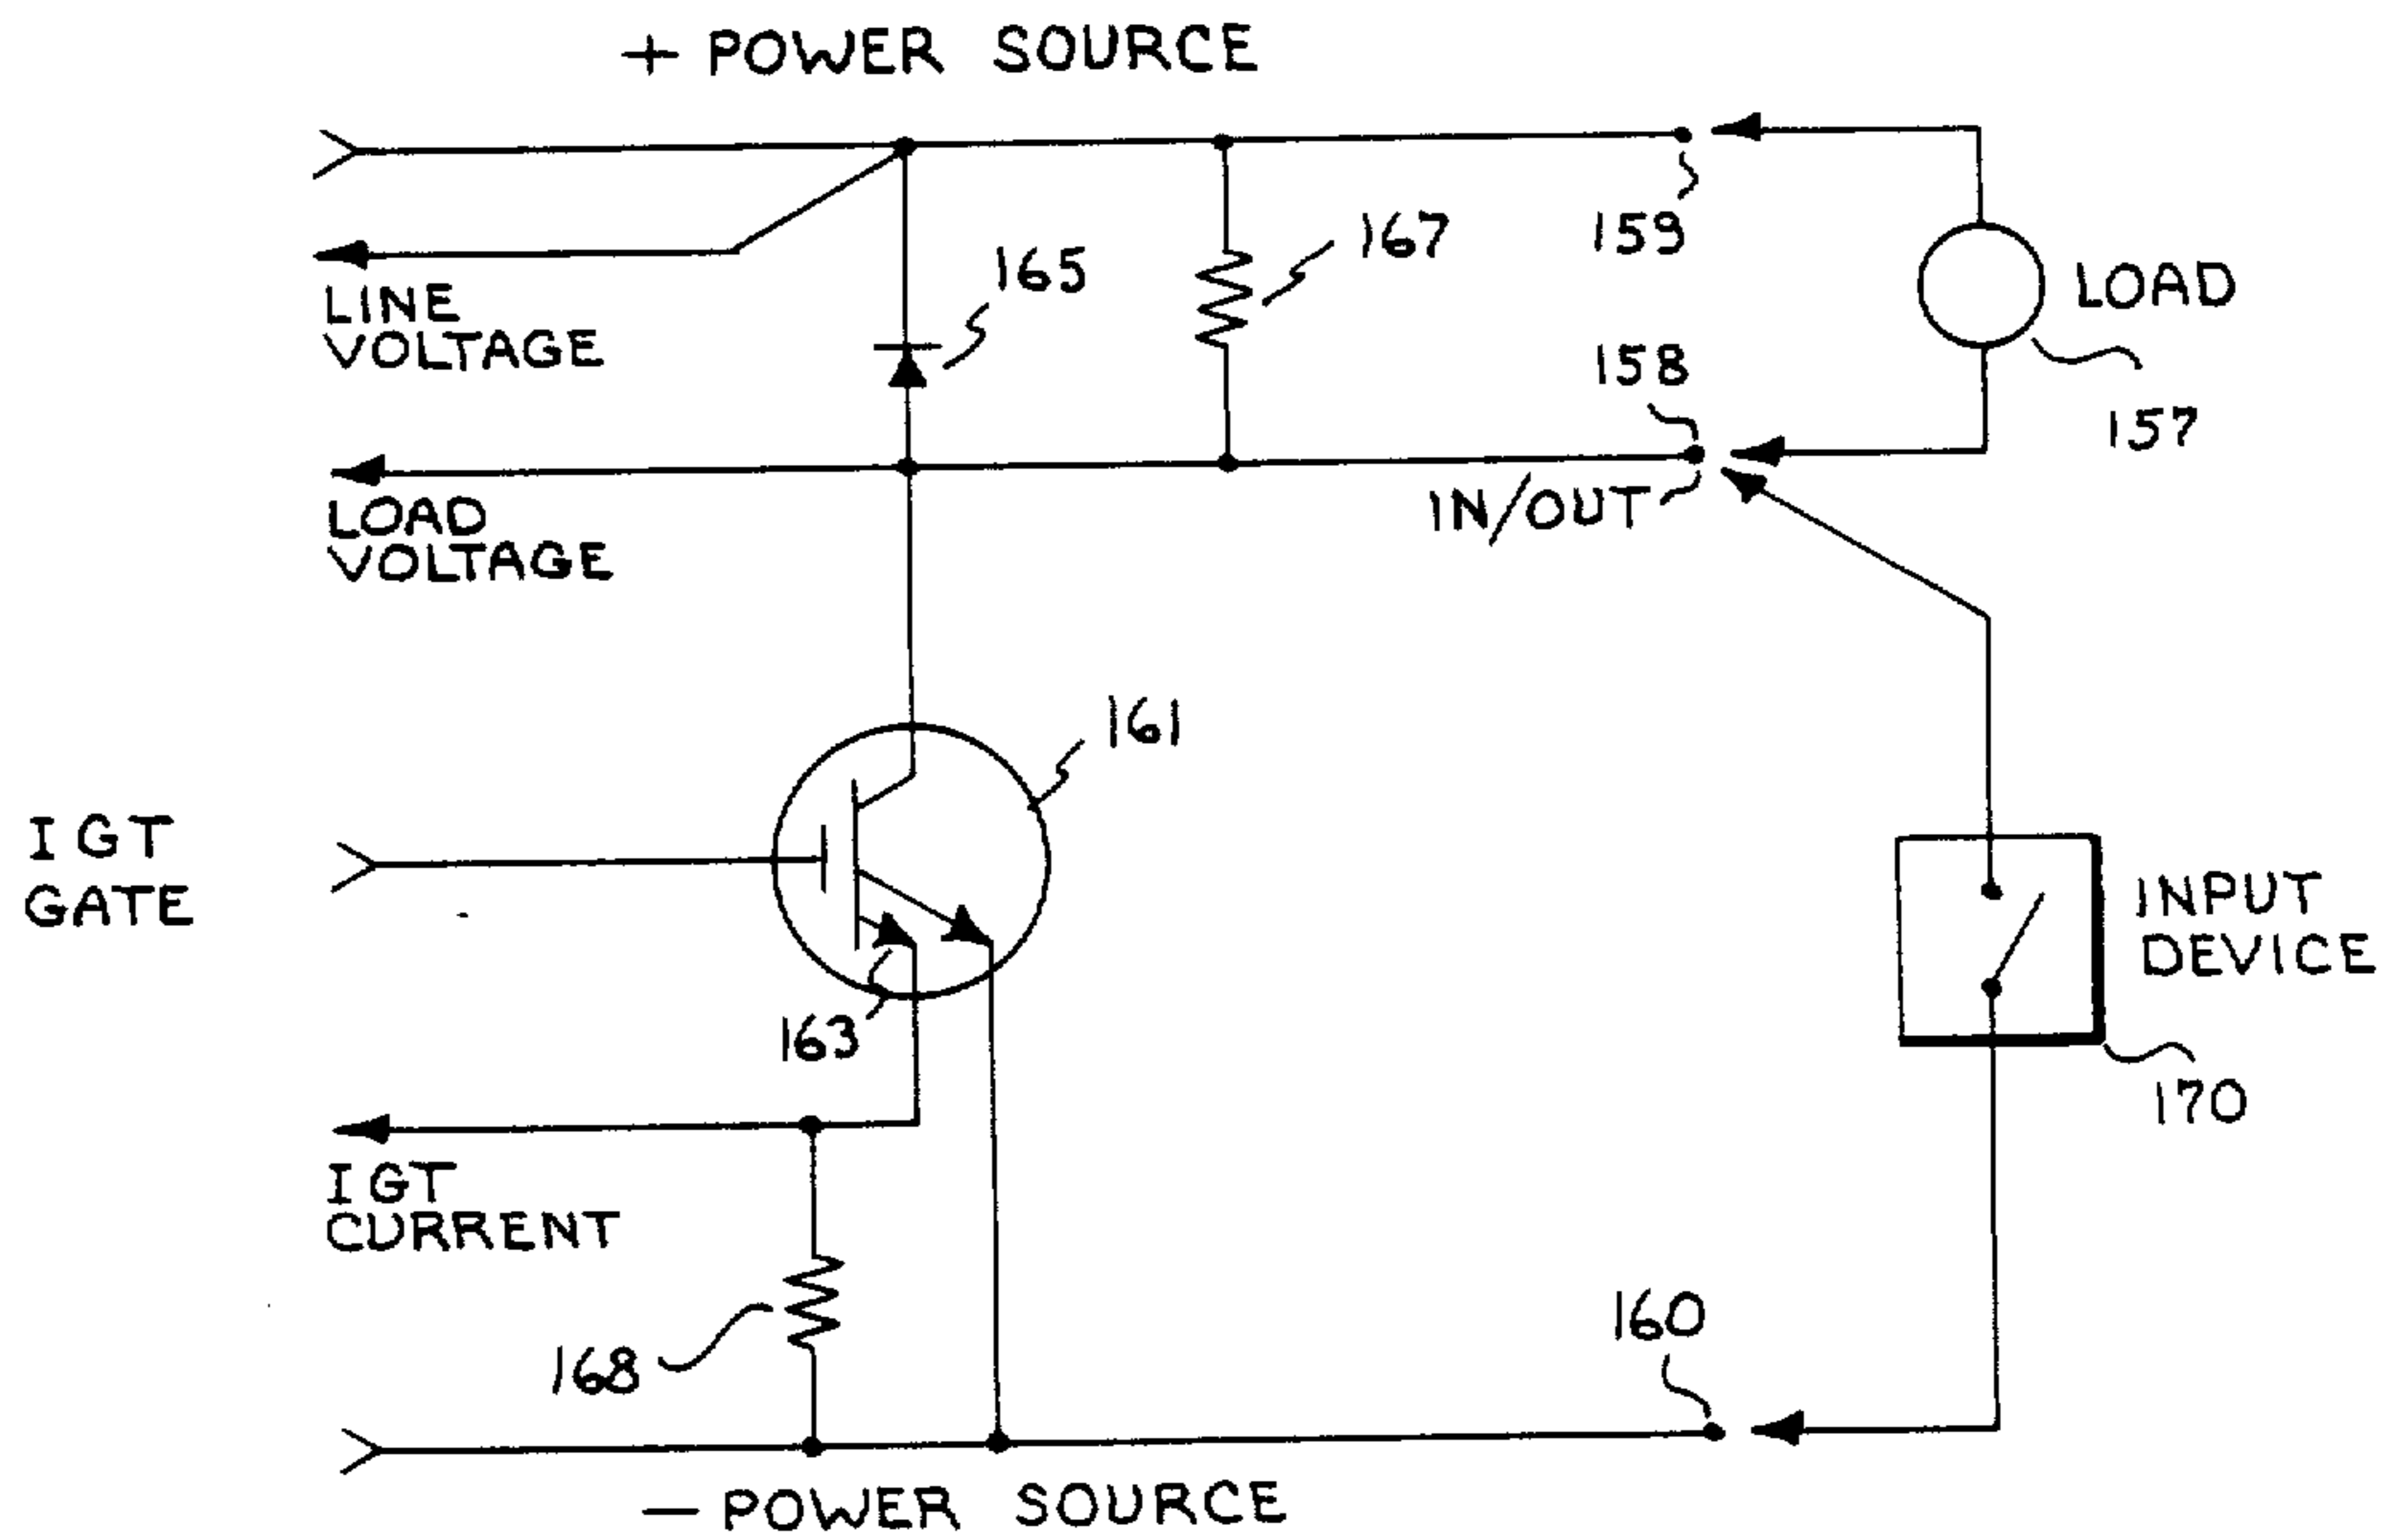 + POWER SOURCE
159
167
165
LOAD
LINE
VOLTAGE
158
157
IN/OUT
LOAD
VOLTAGE
161
IGT
GATE
INPUT
DEVICE
163
170
IGT
CURRENT
160
168
- POWER SOURCE